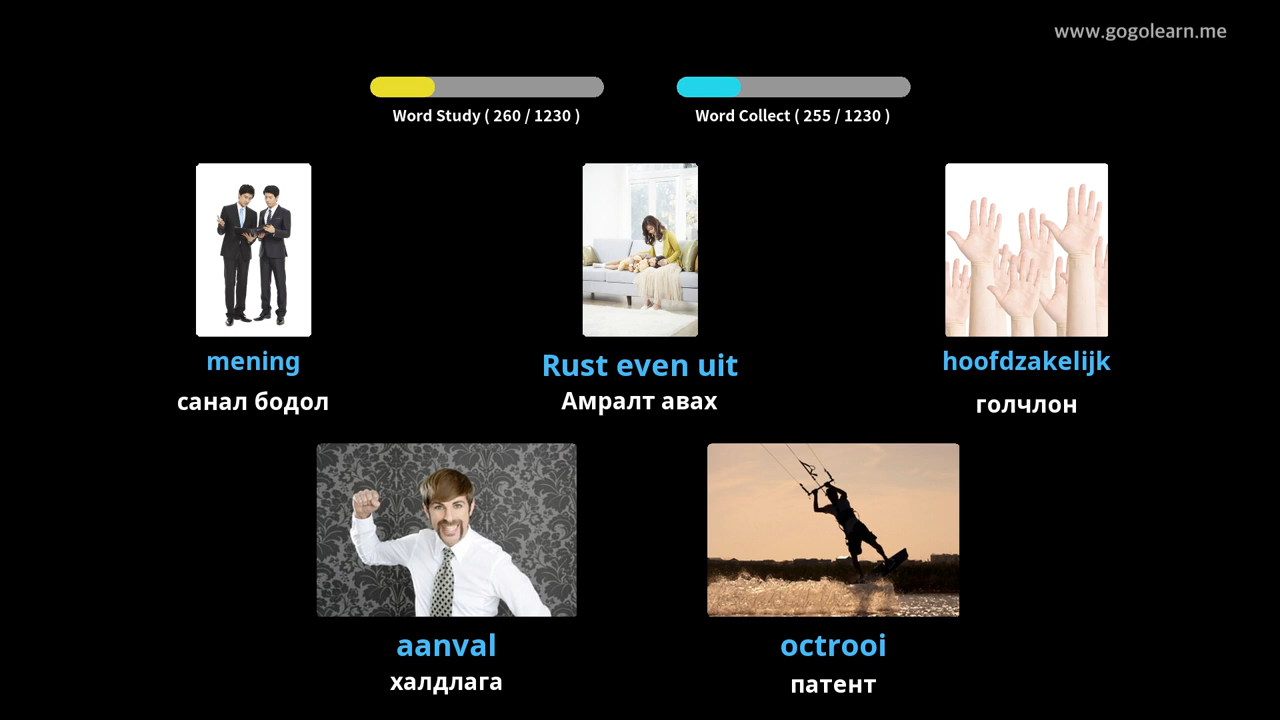 www.gogolearn.me
Word Study ( 260 / 1230 )
Word Collect ( 255 / 1230 )
mening
санал бодол
Rust even uit
Амралт авах
hoofdzakelijk
голчлон
aanval
халдлага
octrooi
патент